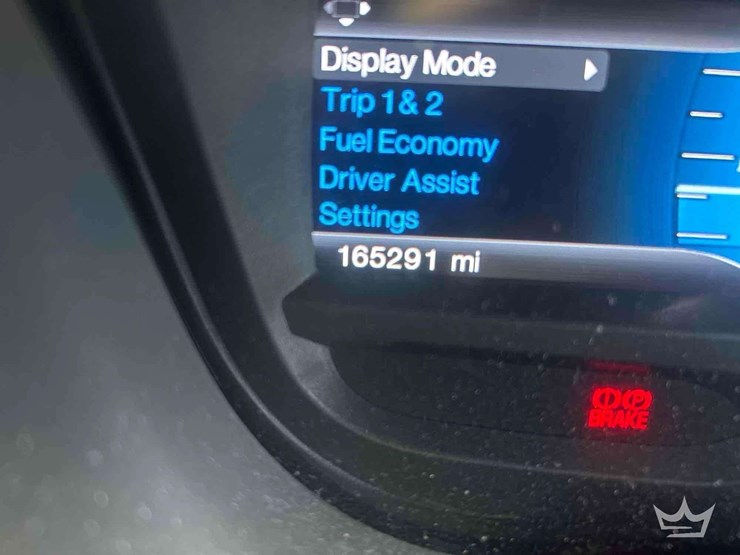 Display Mode
Trip 1 & 2
Fuel Economy
Driver Assist
Settings
165291 mi
(!) (P)
BRAKE